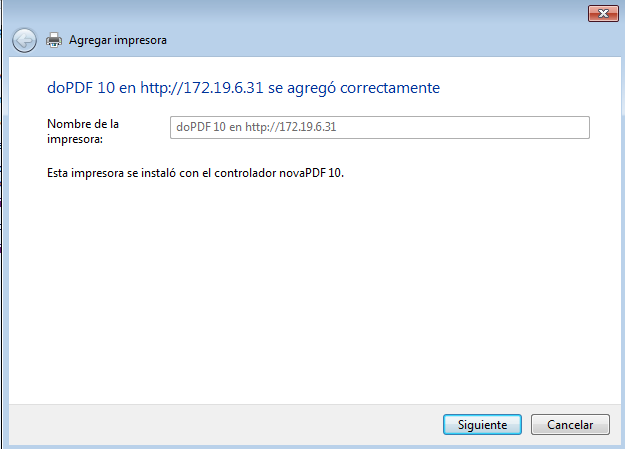 Agregar impresora
doPDF 10 en http://172.19.6.31 se agregó correctamente
Nombre de la
impresora:
doPDF 10 en http://172.19.6.31
Esta impresora se instaló con el controlador novaPDF 10.
Siguiente
Cancelar